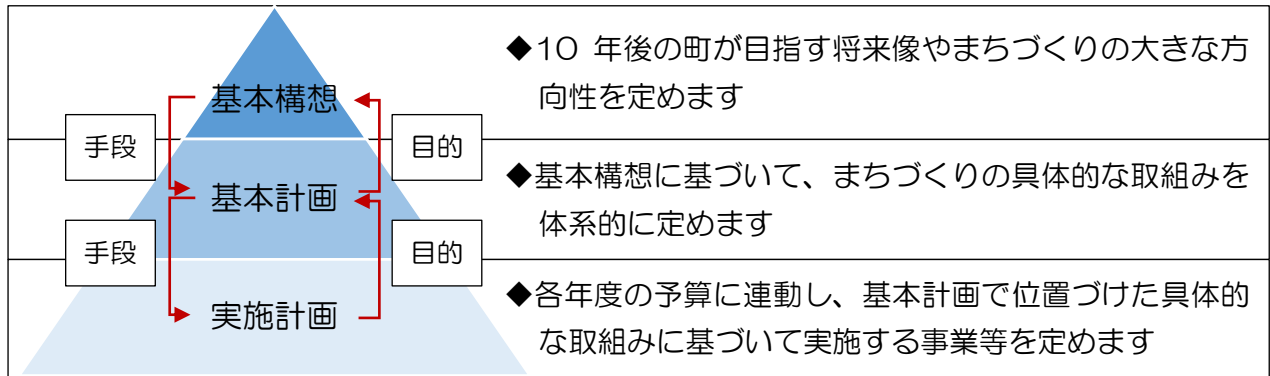 基本構想
◆10 年後の町が目指す将来像やまちづくりの大きな方
向性を定めます
手段
目的
基本計画
◆基本構想に基づいて、まちづくりの具体的な取組みを
体系的に定めます
手段
目的
実施計画
◆各年度の予算に連動し、基本計画で位置づけた具体的
な取組みに基づいて実施する事業等を定めます